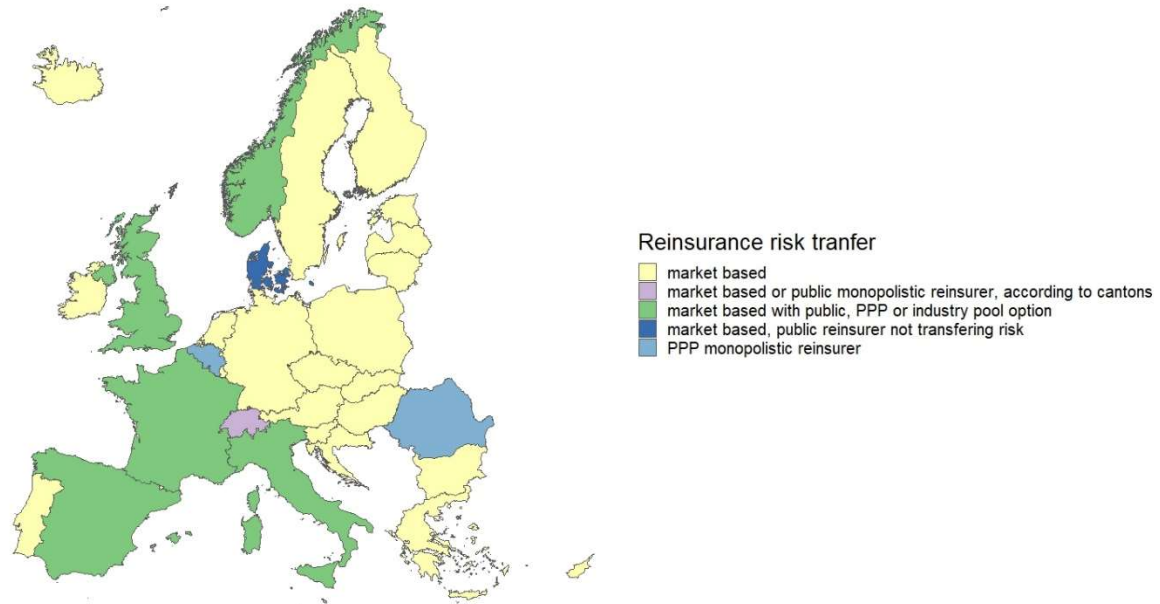 Reinsurance risk tranfer
market based
market based or public monopolistic reinsurer, according to cantons
market based with public, PPP or industry pool option
market based, public reinsurer not transfering risk
PPP monopolistic reinsurer